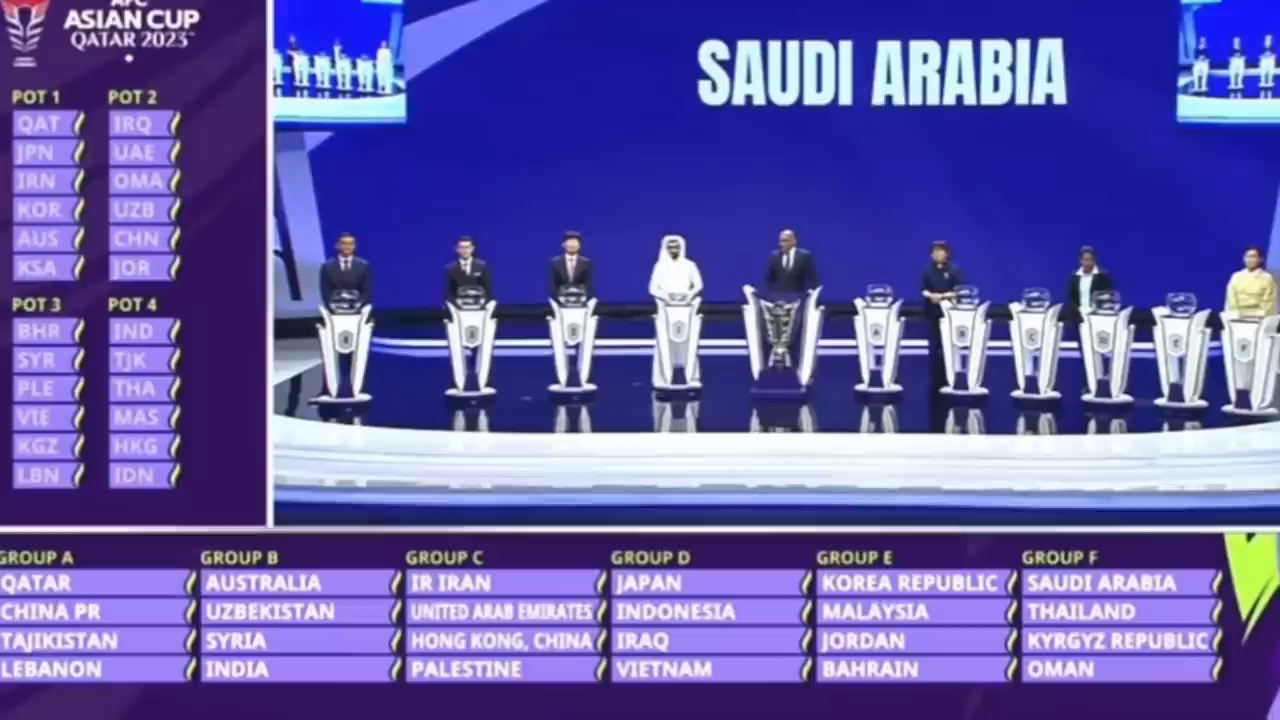 AFC
ASIAN CUP
QATAR 2023
SAUDI ARABIA
POT 1
QAT
JPN
IRN
KOR
AUS
KSA
POT 2
IRQ
UAE
OMA
UZB
CHN
JOR
POT 3
BHR
SYR
PLE
VIE
KGZ
LBN
POT 4
IND
TJK
THA
MAS
HKG
IDN
GROUP A
QATAR
CHINA PR
TAJIKISTAN
LEBANON
GROUP B
AUSTRALIA
UZBEKISTAN
SYRIA
INDIA
GROUP C
IR IRAN
UNITED ARAB EMIRATES
HONG KONG, CHINA
PALESTINE
GROUP D
JAPAN
INDONESIA
IRAQ
VIETNAM
GROUP E
KOREA REPUBLIC
MALAYSIA
JORDAN
BAHRAIN
GROUP F
SAUDI ARABIA
THAILAND
KYRGYZ REPUBLIC
OMAN